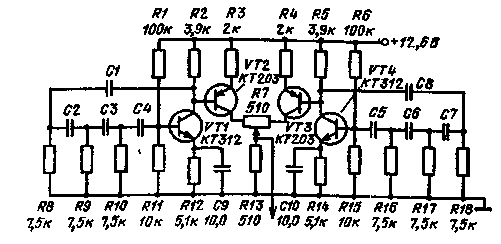 R1 R2 R3 R4 R5 R6
100к 3,9к 2к 2к 3,9к 100к
+12,6В
C1 VT2 VT4 C8
КТ203 R7 КТ312
510
C2 C3 C4 VT1 VT3 C5 C6 C7
КТ312 КТ203
R8 R9 R10 R11 R12 C9 R13 C10 R14 R15 R16 R17 R18
7,5к 7,5к 7,5к 10к 5,1к 10,0 510 10,0 5,1к 10к 7,5к 7,5к 7,5к